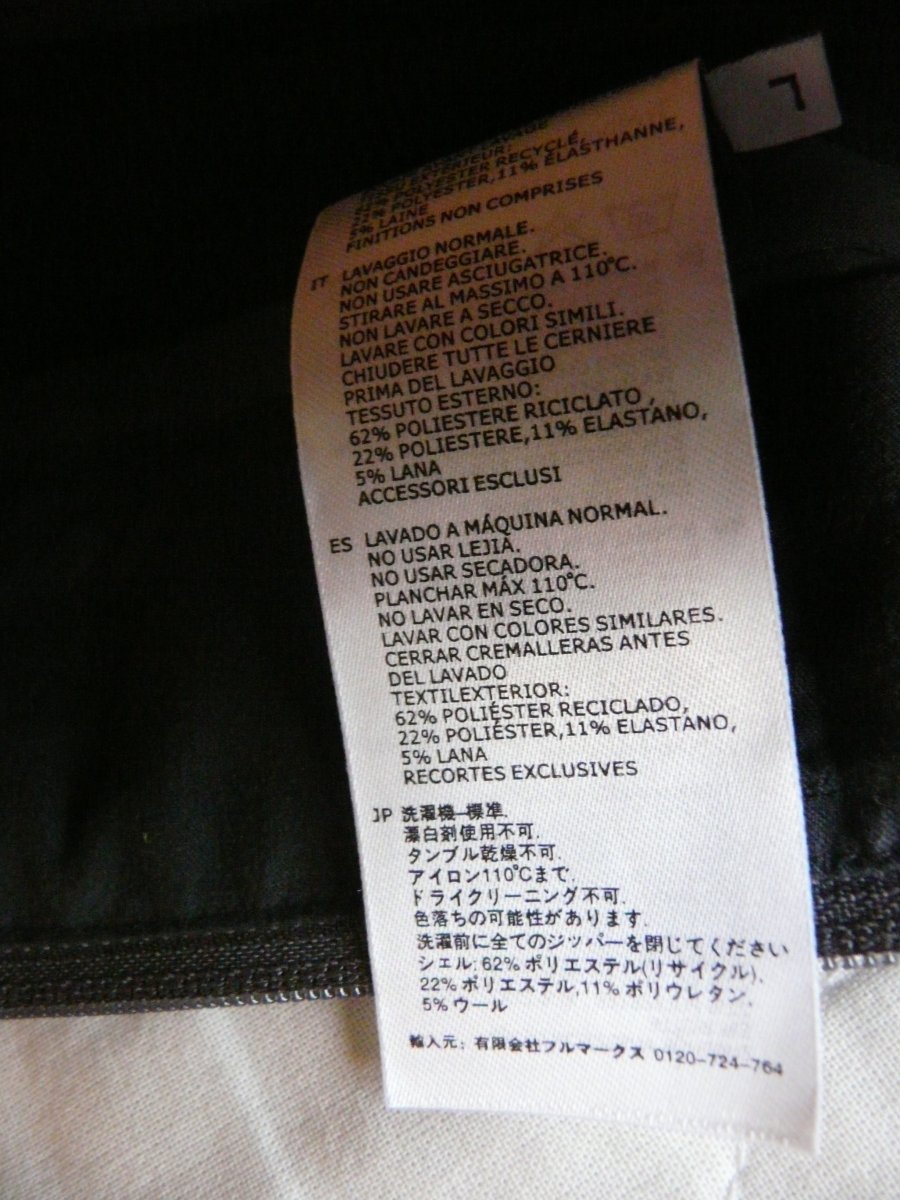 L
POLYESTER RECYCLÉ,
22% POLYESTER,11% ÉLASTHANNE,
5% LAINE
FINITIONS NON COMPRISES
IT LAVAGGIO NORMALE.
NON CANDEGGIARE.
NON USARE ASCIUGATRICE.
STIRARE AL MASSIMO A 110°C.
NON LAVARE A SECCO.
LAVARE CON COLORI SIMILI.
CHIUDERE TUTTE LE CERNIERE
PRIMA DEL LAVAGGIO
TESSUTO ESTERNO:
62% POLIESTERE RICICLATO ,
22% POLIESTERE,11% ELASTANO,
5% LANA
ACCESSORI ESCLUSI
ES LAVADO A MÁQUINA NORMAL.
NO USAR LEJIA.
NO USAR SECADORA.
PLANCHAR MÁX 110°C.
NO LAVAR EN SECO.
LAVAR CON COLORES SIMILARES.
CERRAR CREMALLERAS ANTES
DEL LAVADO
TEXTILEXTERIOR:
62% POLIÉSTER RECICLADO,
22% POLIÉSTER,11% ELASTANO,
5% LANA
RECORTES EXCLUSIVES
JP 洗濯機–標準.
漂白剤使用不可.
タンブル乾燥不可.
アイロン110°Cまで.
ドライクリーニング不可.
色落ちの可能性があります.
洗濯前に全てのジッパーを閉じてください
シェル: 62% ポリエステル(リサイクル).
22% ポリエステル,11% ポリウレタン.
5% ウール
輸入元: 有限会社フルマークス 0120-724-764